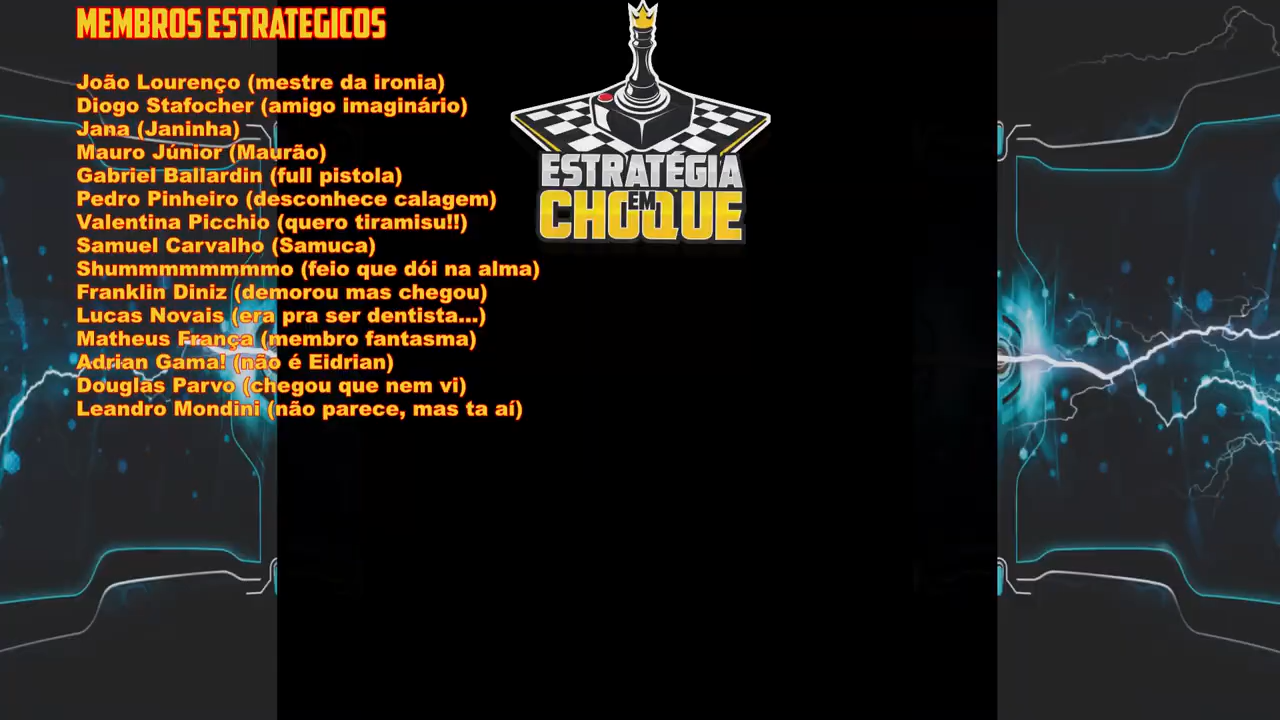 MEMBROS ESTRATEGICOS
João Lourenço (mestre da ironia)
Diogo Stafocher (amigo imaginário)
Jana (Janinha)
Mauro Júnior (Maurão)
Gabriel Ballardin (full pistola)
Pedro Pinheiro (desconhece calagem)
Valentina Picchio (quero tiramisu!!)
Samuel Carvalho (Samuca)
Shummmmmmmmo (feio que dói na alma)
Franklin Diniz (demorou mas chegou)
Lucas Novais (era pra ser dentista...)
Matheus França (membro fantasma)
Adrian Gama! (não é Eidrian)
Douglas Parvo (chegou que nem vi)
Leandro Mondini (não parece, mas ta aí)
ESTRATÉGIA
EM
CHOQUE